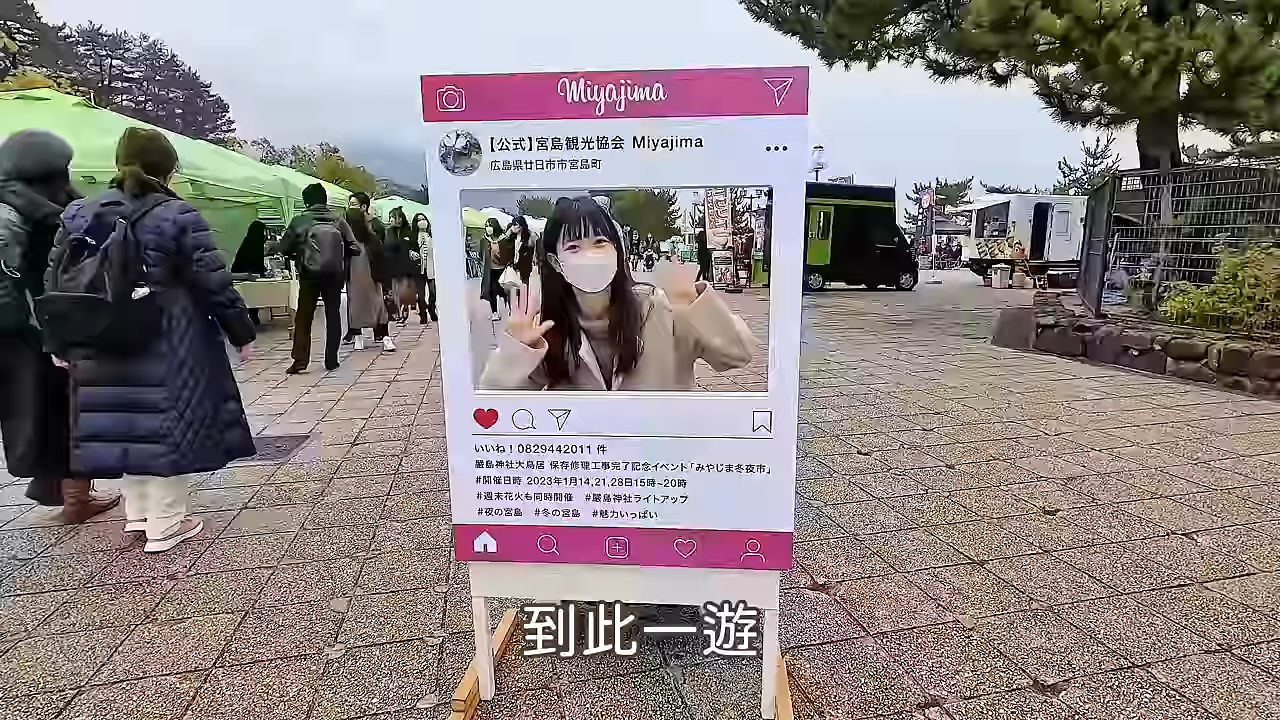 Miyajima
【公式】宮島観光協会 Miyajima
広島県廿日市市宮島町
いいね！0829442011 件
嚴島神社大鳥居 保存修理工事完了記念イベント「みやじま冬夜市」
#開催日時 2023年1月14,21,28日15時~20時
#週末花火も同時開催 #嚴島神社ライトアップ
#夜の宮島 #冬の宮島 #魅力いっぱい
到此一遊